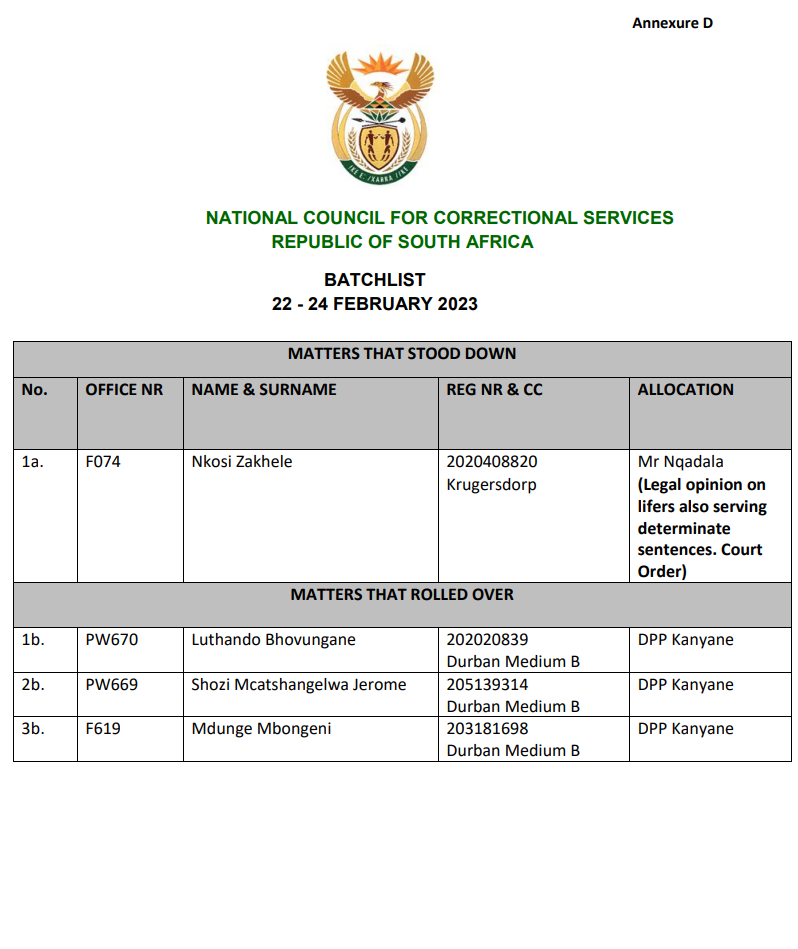 Annexure D
!KE E: /XARRA //KE
NATIONAL COUNCIL FOR CORRECTIONAL SERVICES
REPUBLIC OF SOUTH AFRICA
BATCHLIST
22 - 24 FEBRUARY 2023
MATTERS THAT STOOD DOWN
No. OFFICE NR NAME & SURNAME REG NR & CC ALLOCATION
1a. F074 Nkosi Zakhele 2020408820 Mr Nqadala
Krugersdorp (Legal opinion on
lifers also serving
determinate
sentences. Court
Order)
MATTERS THAT ROLLED OVER
1b. PW670 Luthando Bhovungane 202020839 DPP Kanyane
Durban Medium B
2b. PW669 Shozi Mcatshangelwa Jerome 205139314 DPP Kanyane
Durban Medium B
3b. F619 Mdunge Mbongeni 203181698 DPP Kanyane
Durban Medium B